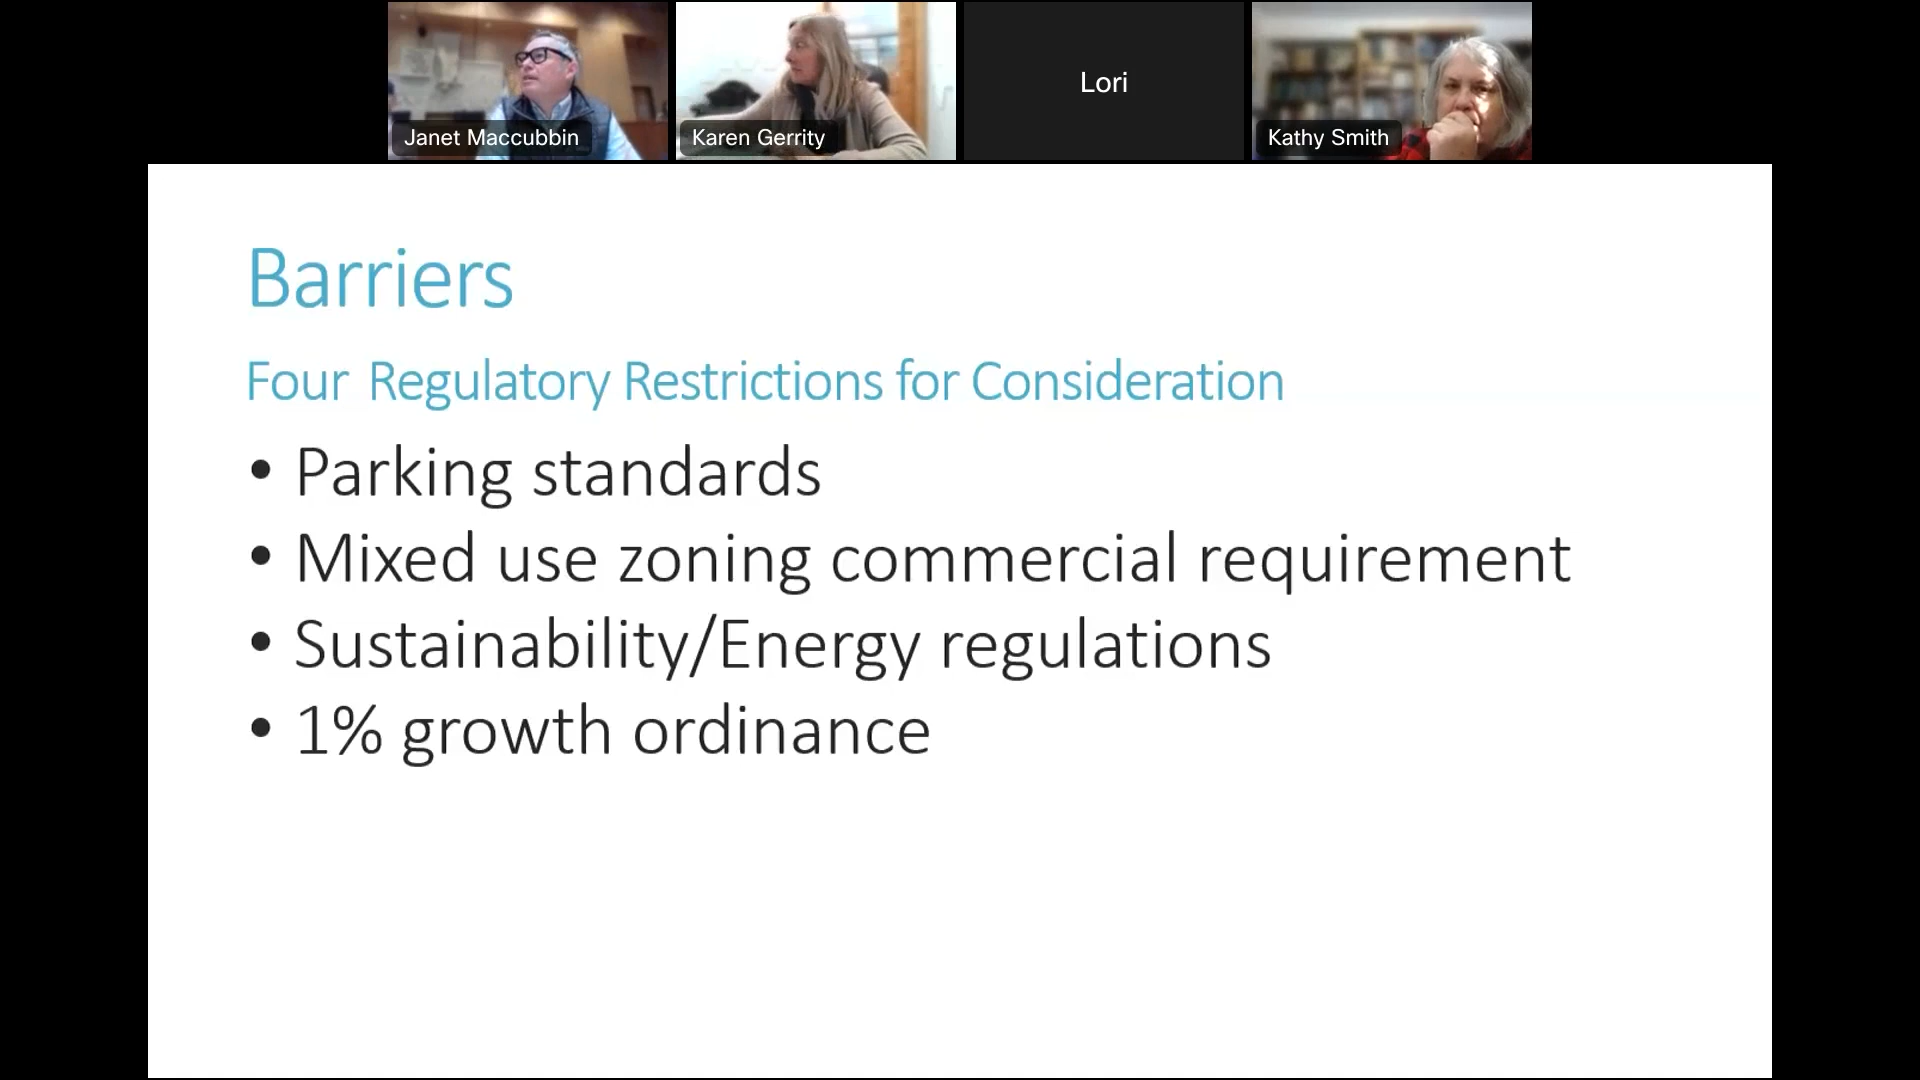 Janet Maccubbin
Karen Gerrity
Lori
Kathy Smith
Barriers
Four Regulatory Restrictions for Consideration
• Parking standards
• Mixed use zoning commercial requirement
• Sustainability/Energy regulations
• 1% growth ordinance